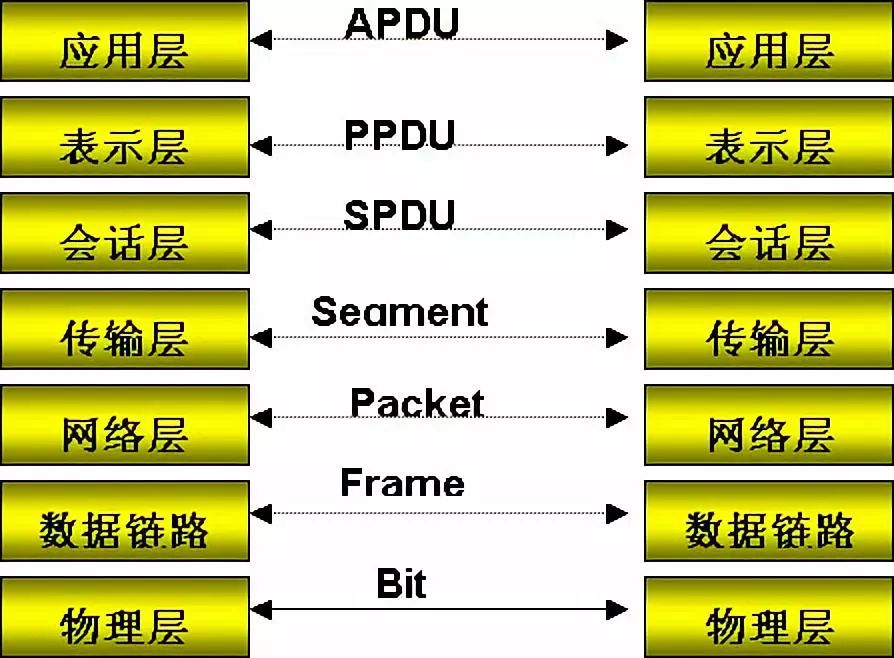 应用层 APDU 应用层
表示层 PPDU 表示层
会话层 SPDU 会话层
传输层 Segment 传输层
网络层 Packet 网络层
数据链路 Frame 数据链路
物理层 Bit 物理层